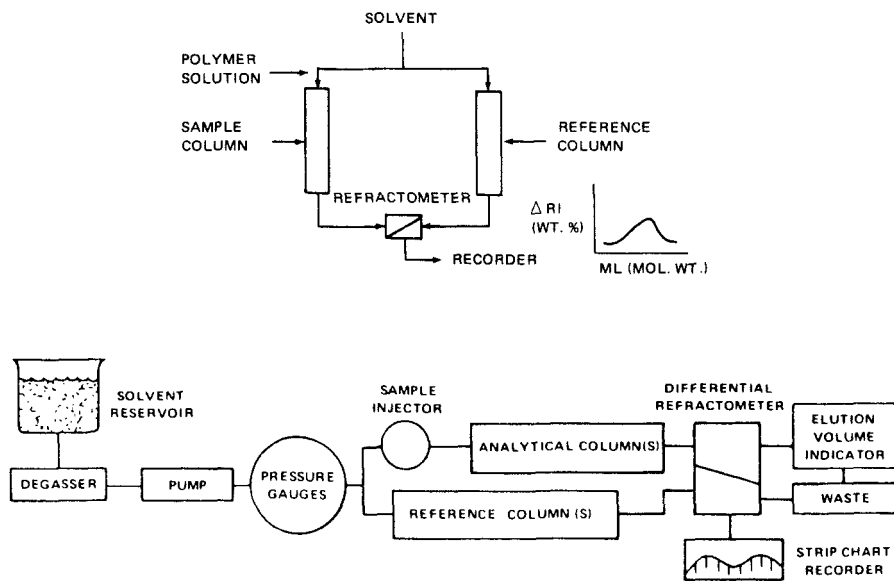 SOLVENT
POLYMER
SOLUTION
SAMPLE
COLUMN
REFERENCE
COLUMN
REFRACTOMETER
RECORDER
Δ RI
(WT. %)
ML (MOL. WT.)
SOLVENT
RESERVOIR
DEGASSER
PUMP
PRESSURE
GAUGES
SAMPLE
INJECTOR
ANALYTICAL COLUMN(S)
REFERENCE COLUMN (S)
DIFFERENTIAL
REFRACTOMETER
ELUTION
VOLUME
INDICATOR
WASTE
STRIP CHART
RECORDER